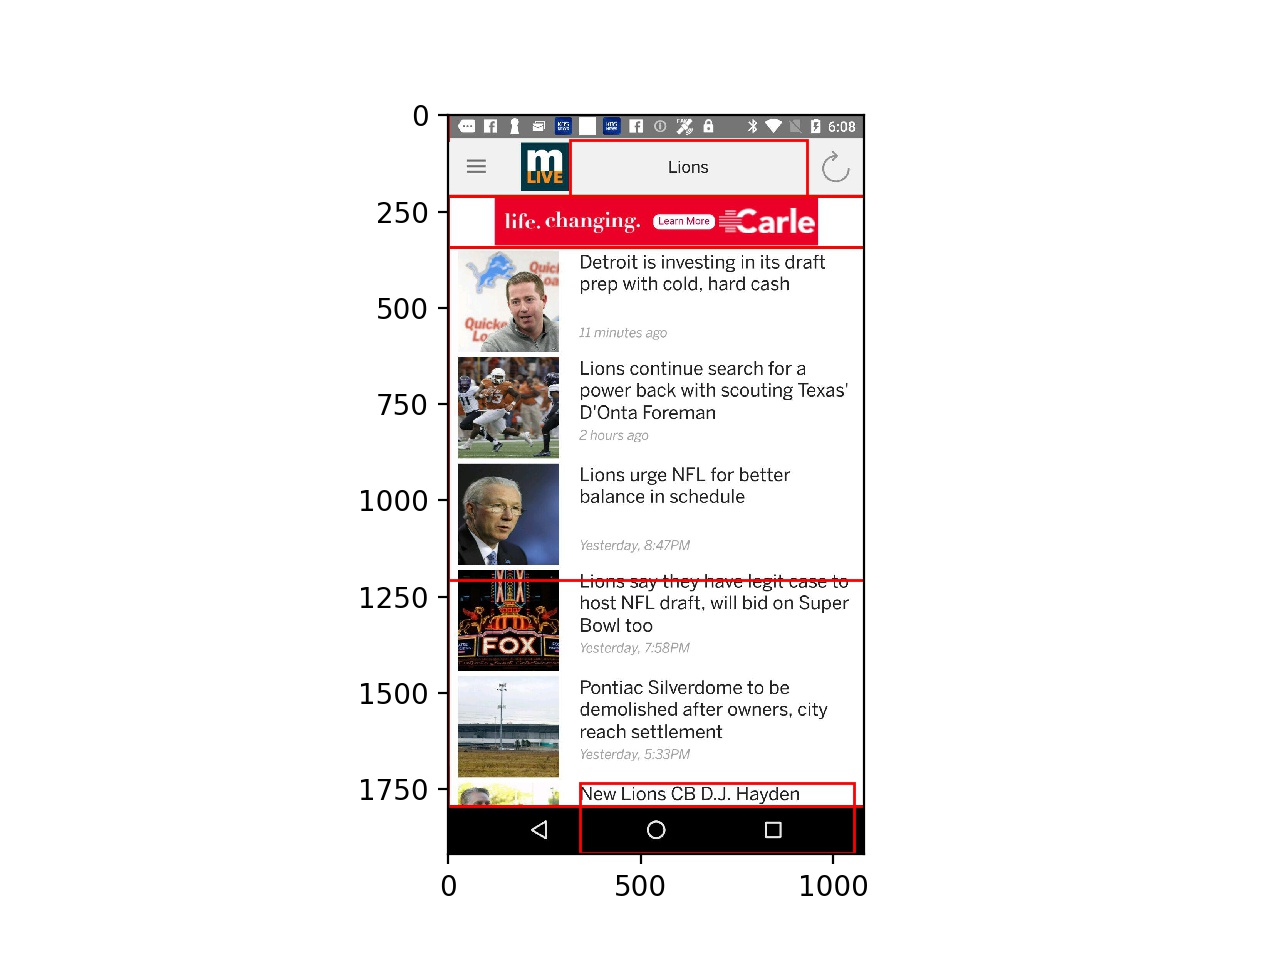 0
250
500
750
1000
1250
1500
1750
0 500 1000
6:08
m
LIVE
Lions
life. changing. Learn More Carle
Detroit is investing in its draft
prep with cold, hard cash
11 minutes ago
Lions continue search for a
power back with scouting Texas'
D'Onta Foreman
2 hours ago
Lions urge NFL for better
balance in schedule
Yesterday, 8:47PM
Lions say they have legit case to
host NFL draft, will bid on Super
Bowl too
Yesterday, 7:58PM
FOX
Pontiac Silverdome to be
demolished after owners, city
reach settlement
Yesterday, 5:33PM
New Lions CB D.J. Hayden